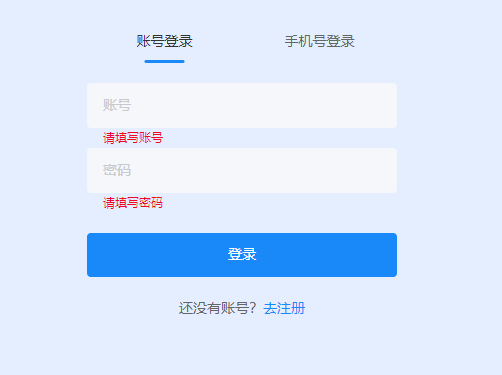 账号登录 手机号登录
账号
请填写账号
密码
请填写密码
登录
还没有账号？去注册